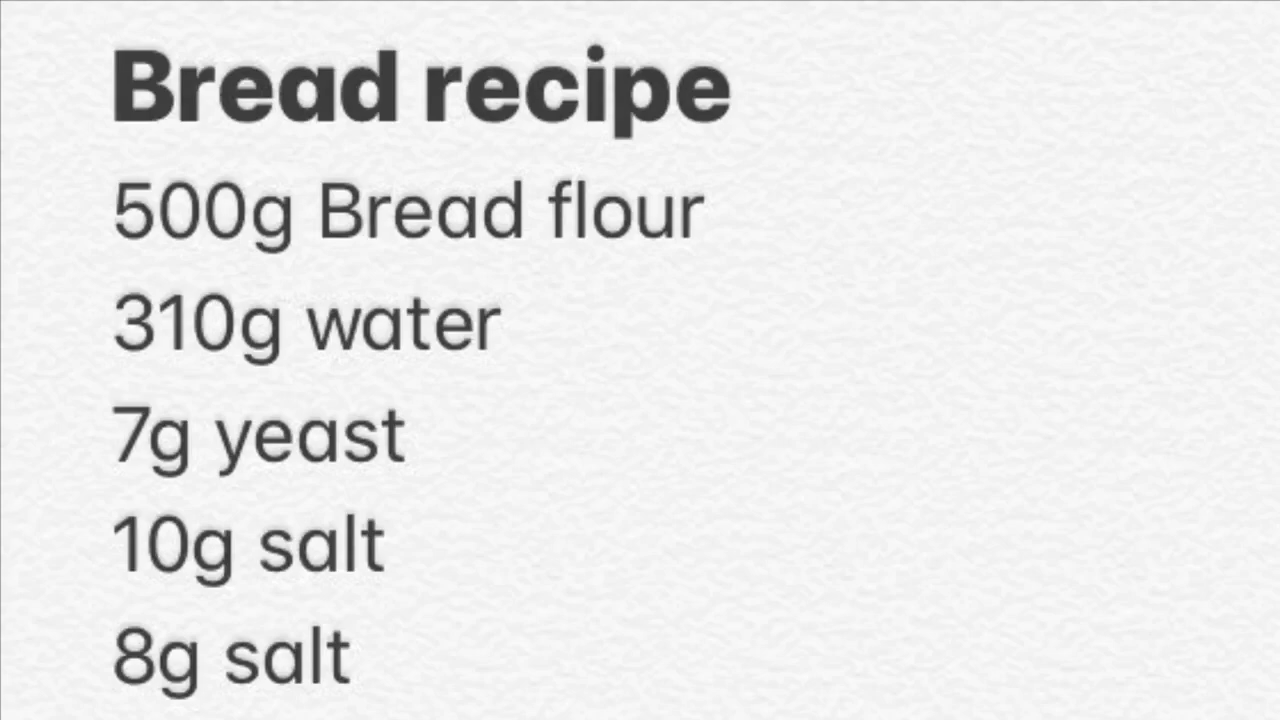 Bread recipe
500g Bread flour
310g water
7g yeast
10g salt
8g salt